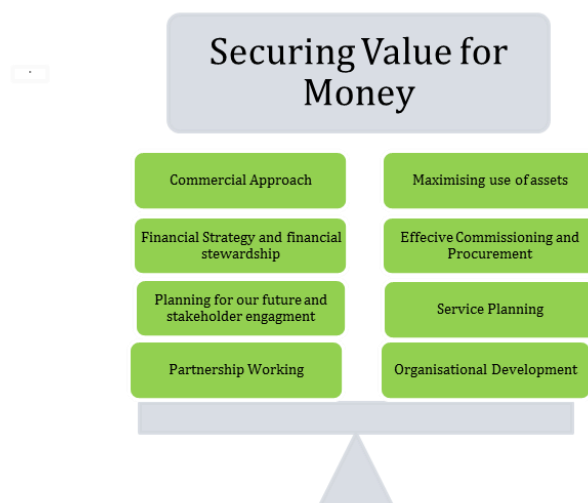 Securing Value for
Money
Commercial Approach
Maximising use of assets
Financial Strategy and financial
stewardship
Effecive Commissioning and
Procurement
Planning for our future and
stakeholder engagment
Service Planning
Partnership Working
Organisational Development